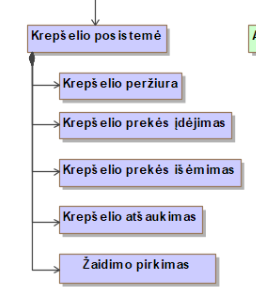 Krepšelio posistemė
Krepšelio peržiura
Krepšelio prekės įdėjimas
Krepšelio prekės išėmimas
Krepšelio atšaukimas
Žaidimo pirkimas